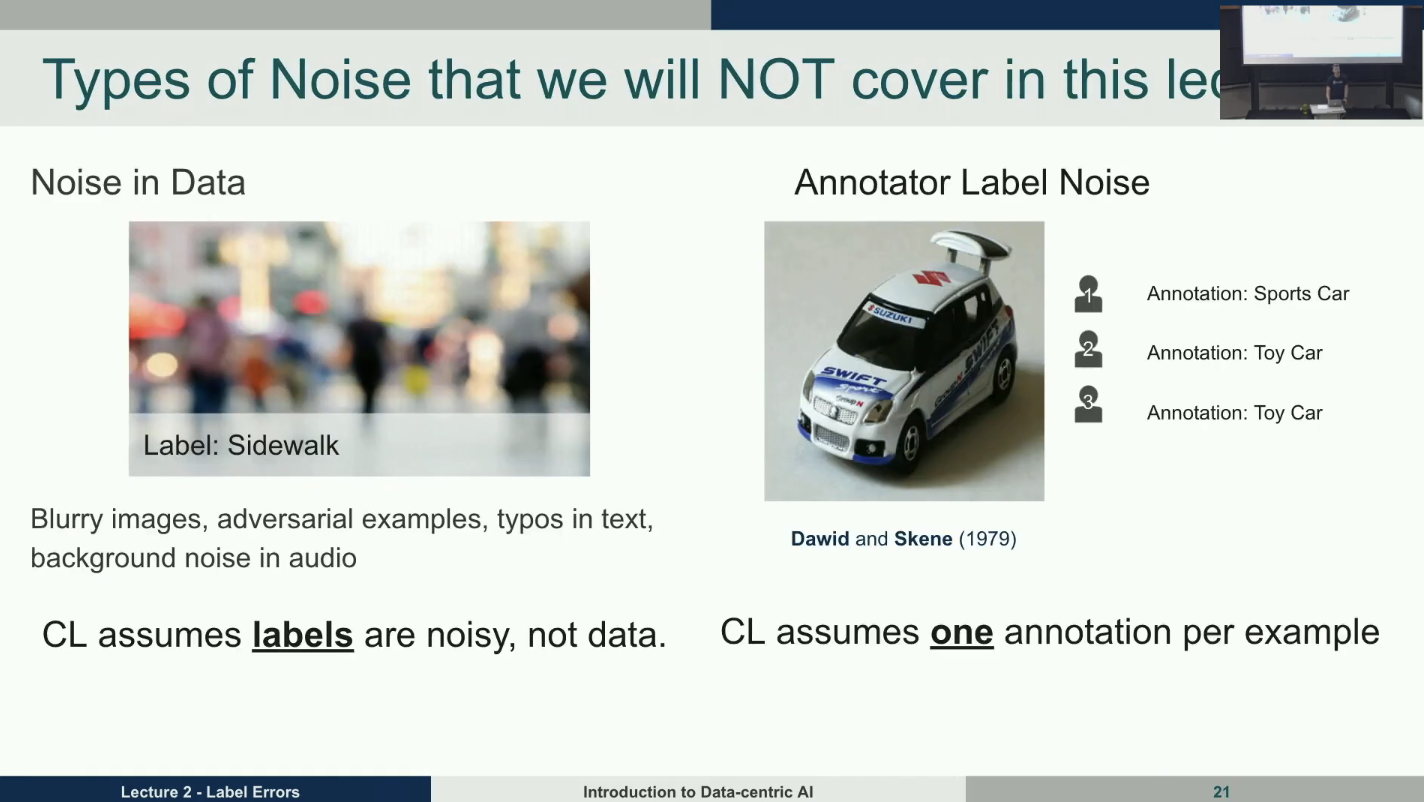 Types of Noise that we will NOT cover in this
Noise in Data
Label: Sidewalk
Blurry images, adversarial examples, typos in text,
background noise in audio
CL assumes labels are noisy, not data.
Annotator Label Noise
SUZUKI
SWIFT
Sport
SWIFT
1 Annotation: Sports Car
2 Annotation: Toy Car
3 Annotation: Toy Car
Dawid and Skene (1979)
CL assumes one annotation per example
Lecture 2 - Label Errors
Introduction to Data-centric AI
21